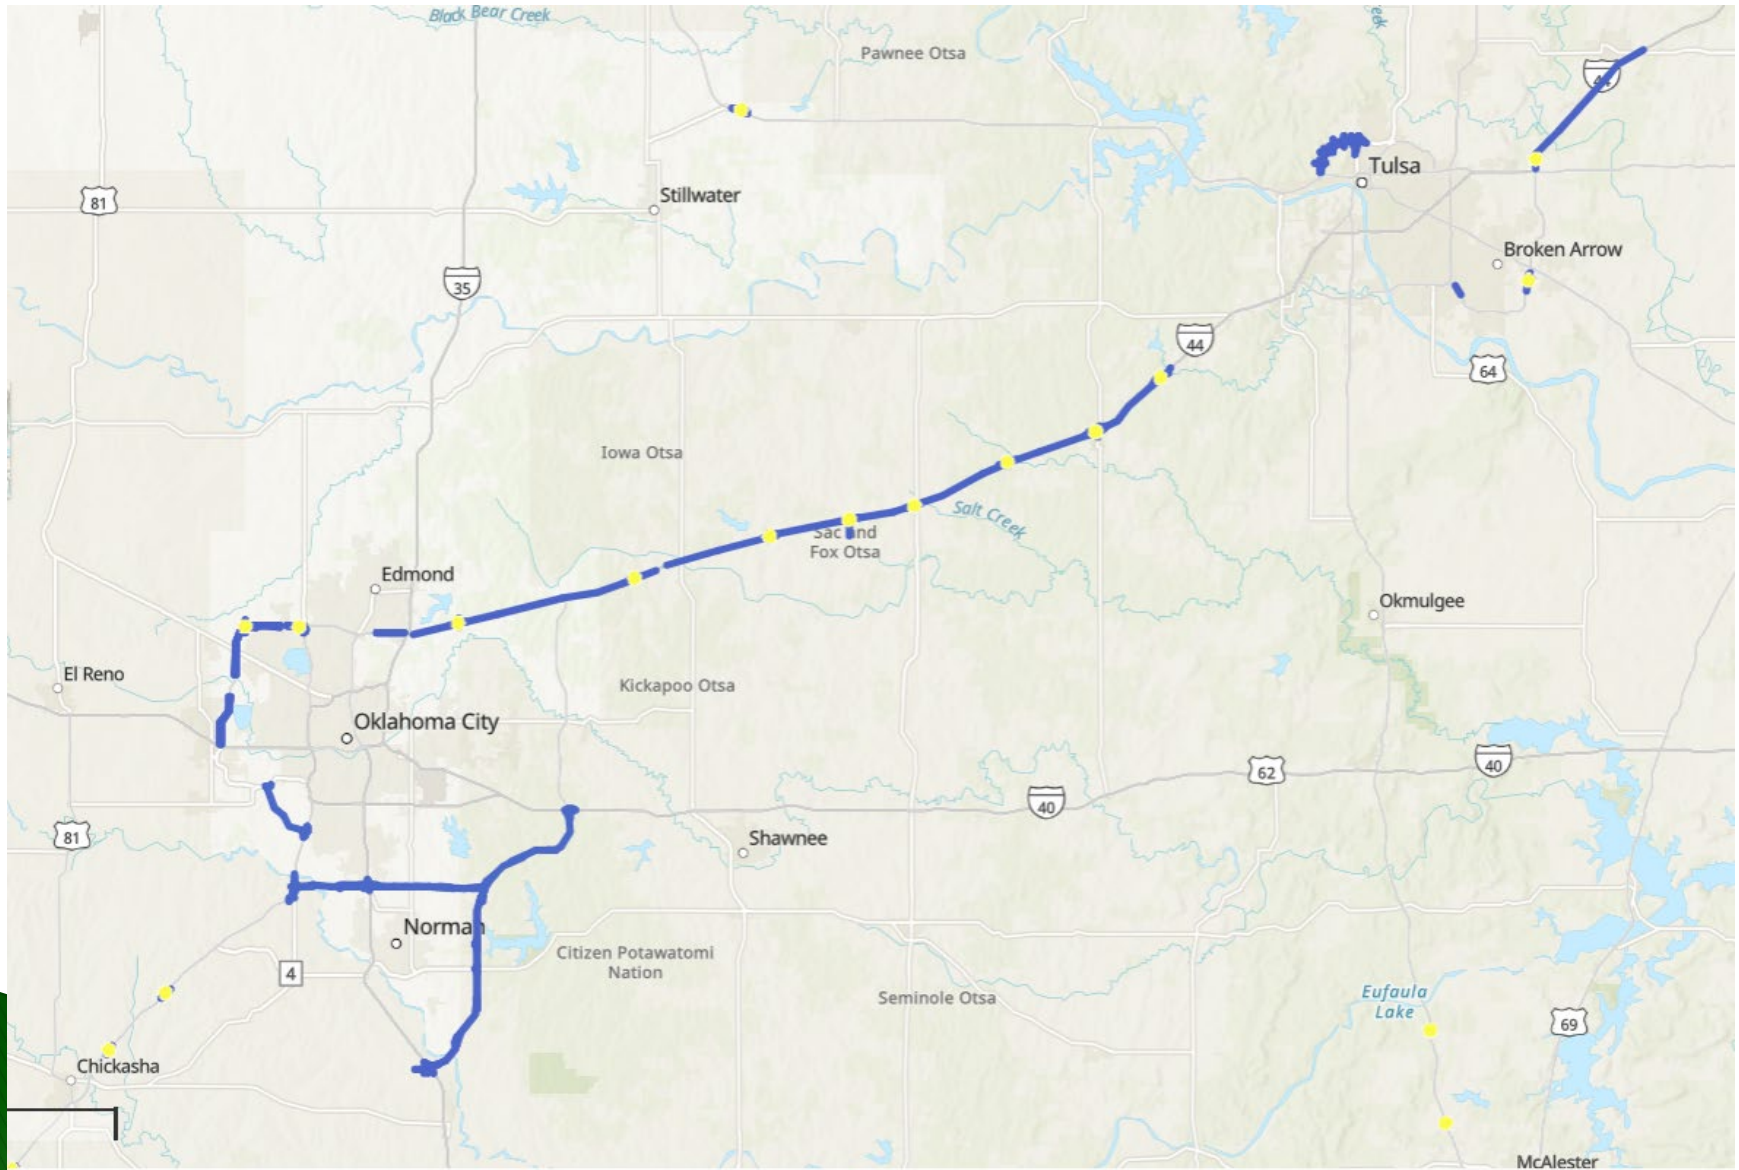 Black Bear Creek
Pawnee Otsa
44
Tulsa
81
Stillwater
Broken Arrow
35
44
64
Iowa Otsa
Salt Creek
Sac and
Fox Otsa
Edmond
Okmulgee
El Reno
Kickapoo Otsa
Oklahoma City
62
40
40
81
Shawnee
Norman
Citizen Potawatomi
Nation
4
Seminole Otsa
Eufaula
Lake
69
Chickasha
McAlester